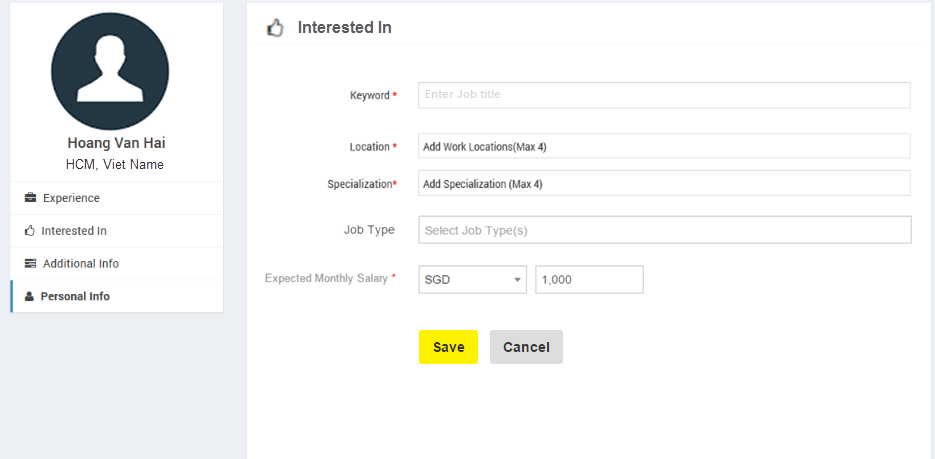 Hoang Van Hai
HCM, Viet Name
Experience
Interested In
Additional Info
Personal Info
Interested In
Keyword * Enter Job title
Location * Add Work Locations(Max 4)
Specialization* Add Specialization (Max 4)
Job Type Select Job Type(s)
Expected Monthly Salary * SGD 1,000
Save Cancel